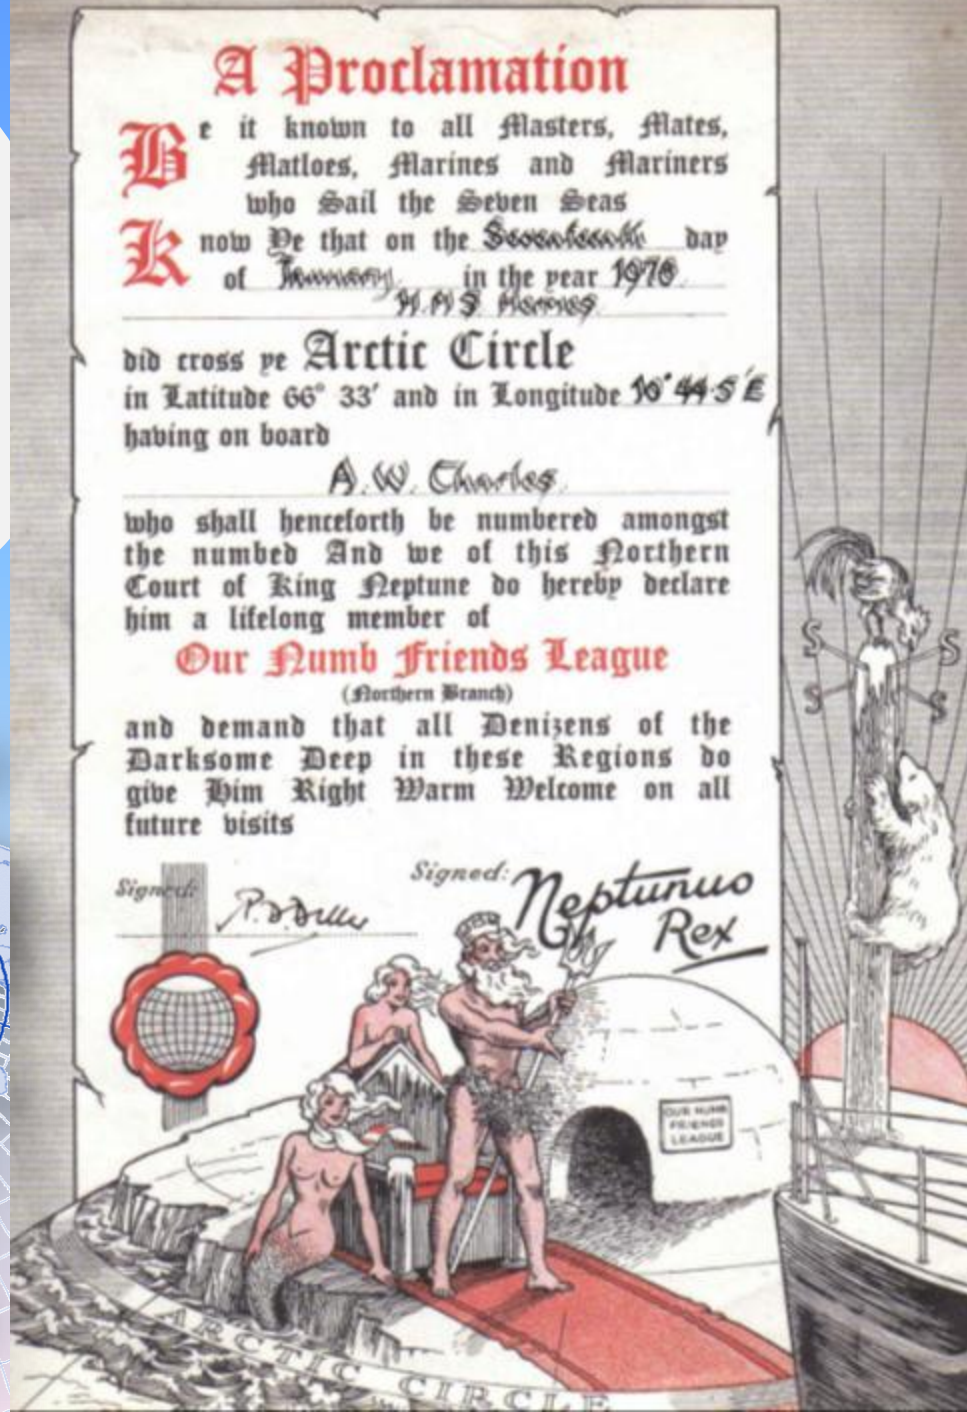 A Proclamation
Be it known to all Masters, Mates,
Matloes, Marines and Mariners
who Sail the Seven Seas
Know Ye that on the Seventeenth day
of January in the year 1978
H.M.S. Hermes
did cross ye Arctic Circle
in Latitude 66° 33′ and in Longitude 10° 44·5′E
having on board
A.W. Charles
who shall henceforth be numbered amongst
the numbed And we of this Northern
Court of King Neptune do hereby declare
him a lifelong member of
Our Numb Friends League
(Northern Branch)
and demand that all Denizens of the
Darksome Deep in these Regions do
give Him Right Warm Welcome on all
future visits
Signed:
Signed: Neptunus
Rex
S S
S S
OUR NUMB
FRIENDS
LEAGUE
ARCTIC CIRCLE